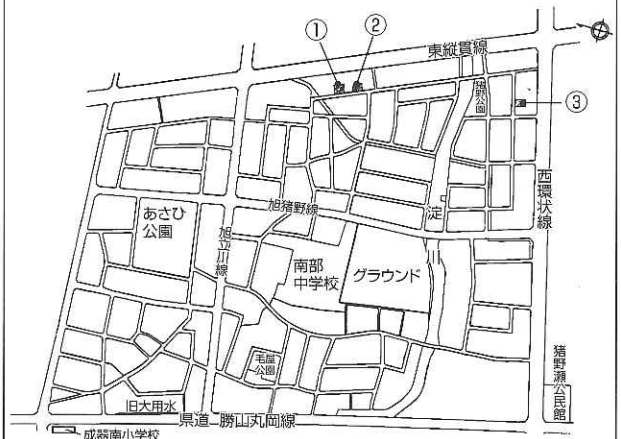 ①
②
東縦貫線
猪野公園
③
西環状線
あさひ
公園
旭立川線
旭猪野線
淀川
南部
中学校
グラウンド
毛屋
公園
猪野瀬公民館
旧大用水
県道 勝山丸岡線
成器南小学校